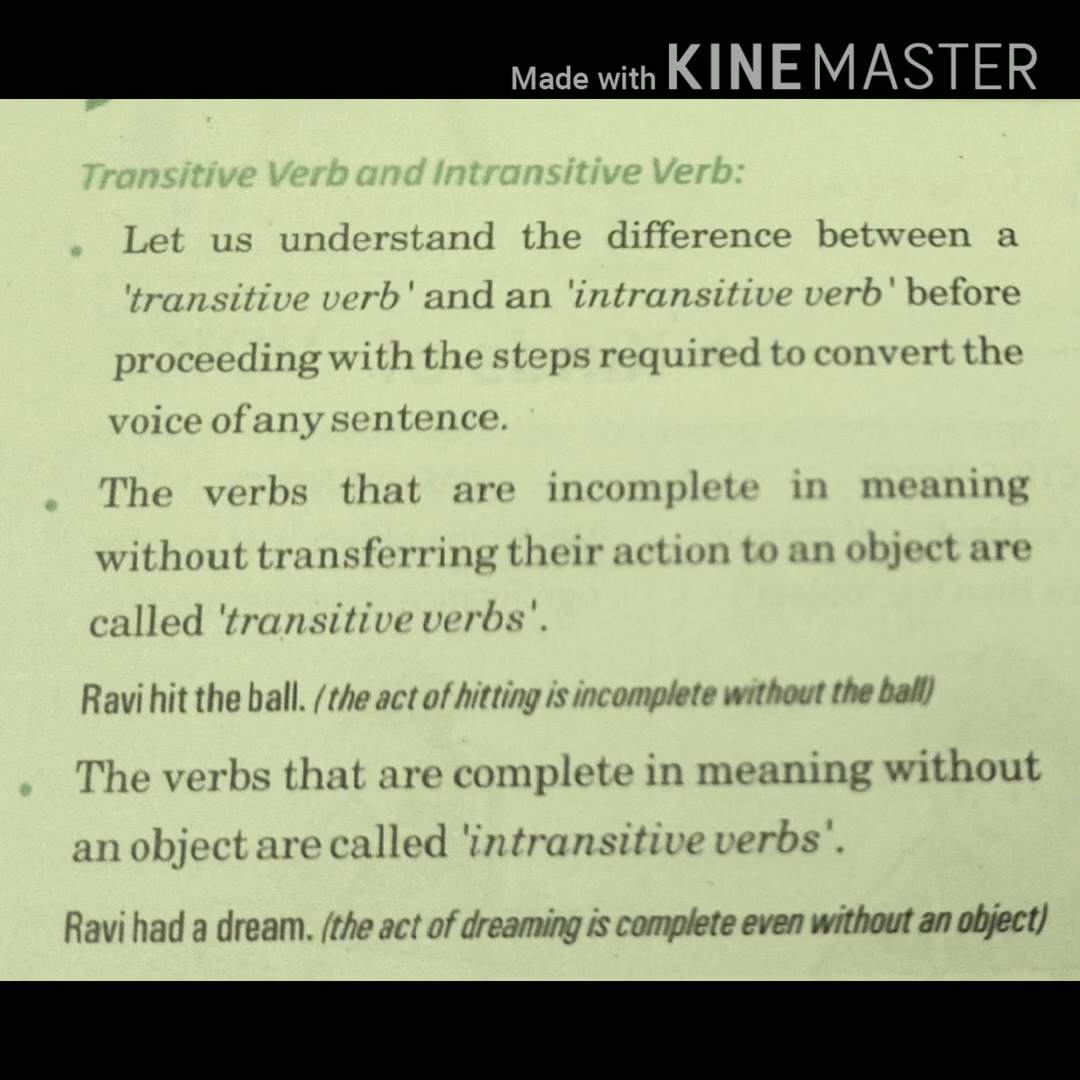 Made with KINEMASTER
Transitive Verb and Intransitive Verb:
• Let us understand the difference between a
'transitive verb' and an 'intransitive verb' before
proceeding with the steps required to convert the
voice of any sentence.
• The verbs that are incomplete in meaning
without transferring their action to an object are
called 'transitive verbs'.
Ravi hit the ball. (the act of hitting is incomplete without the ball)
• The verbs that are complete in meaning without
an object are called 'intransitive verbs'.
Ravi had a dream. (the act of dreaming is complete even without an object)